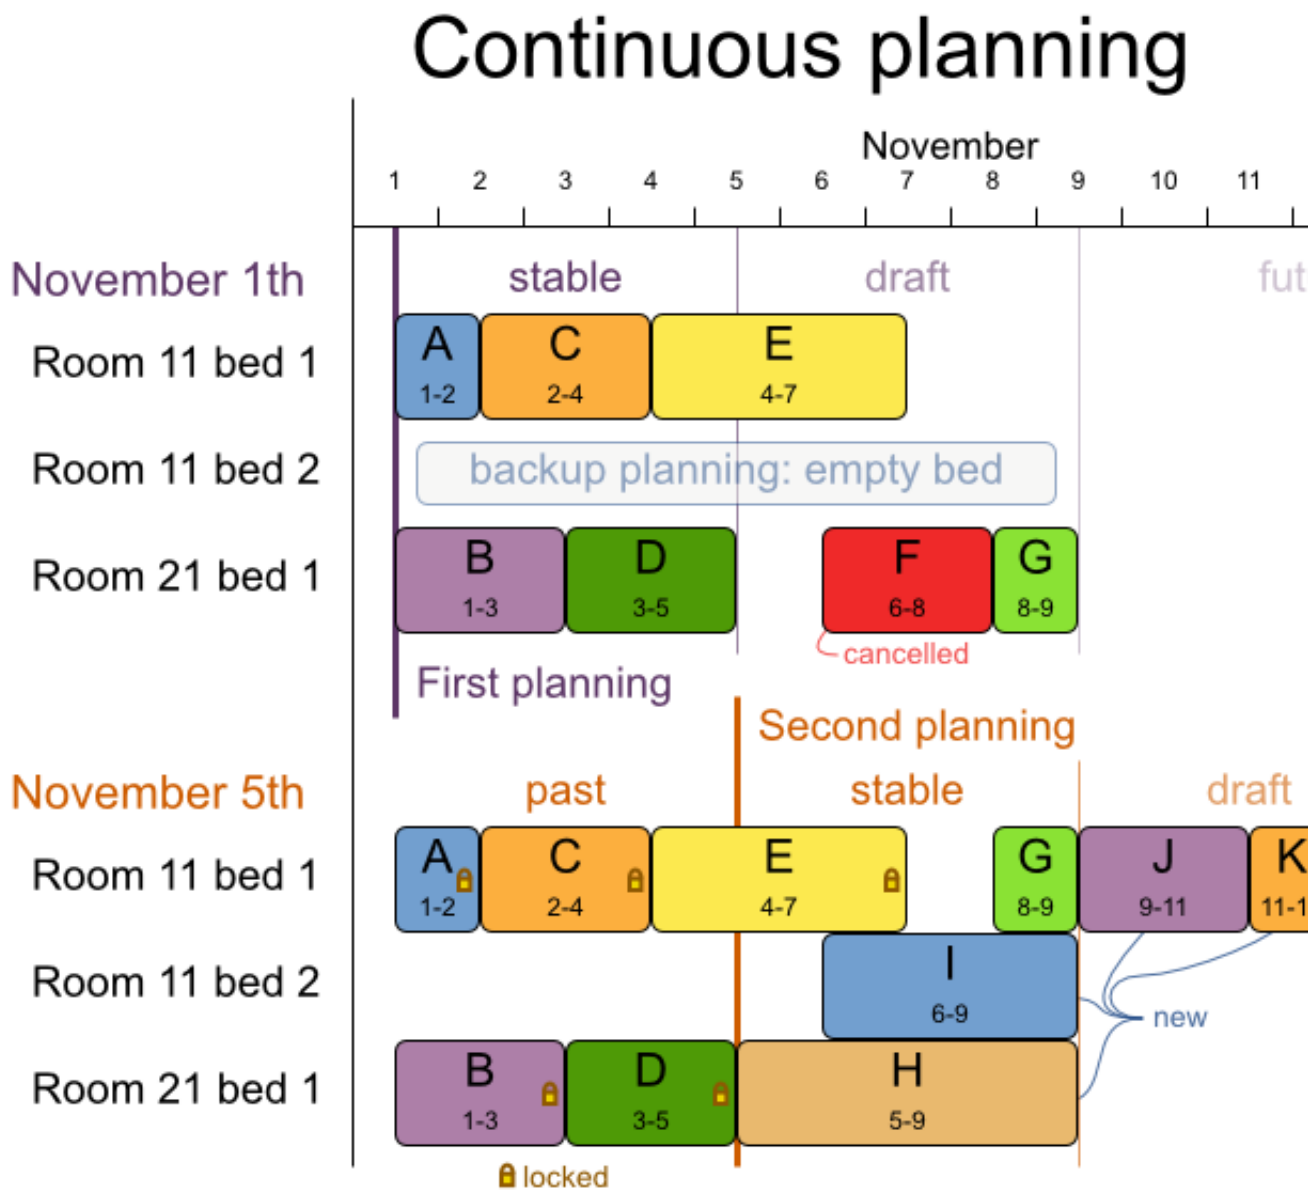 Continuous planning
November
1 2 3 4 5 6 7 8 9 10 11
November 1th stable draft fut
Room 11 bed 1 A C E
1-2 2-4 4-7
Room 11 bed 2 backup planning: empty bed
Room 21 bed 1 B D F G
1-3 3-5 6-8 8-9
cancelled
First planning
Second planning
November 5th past stable draft
Room 11 bed 1 A C E G J K
1-2 2-4 4-7 8-9 9-11 11-1
Room 11 bed 2 I
6-9
new
Room 21 bed 1 B D H
1-3 3-5 5-9
locked